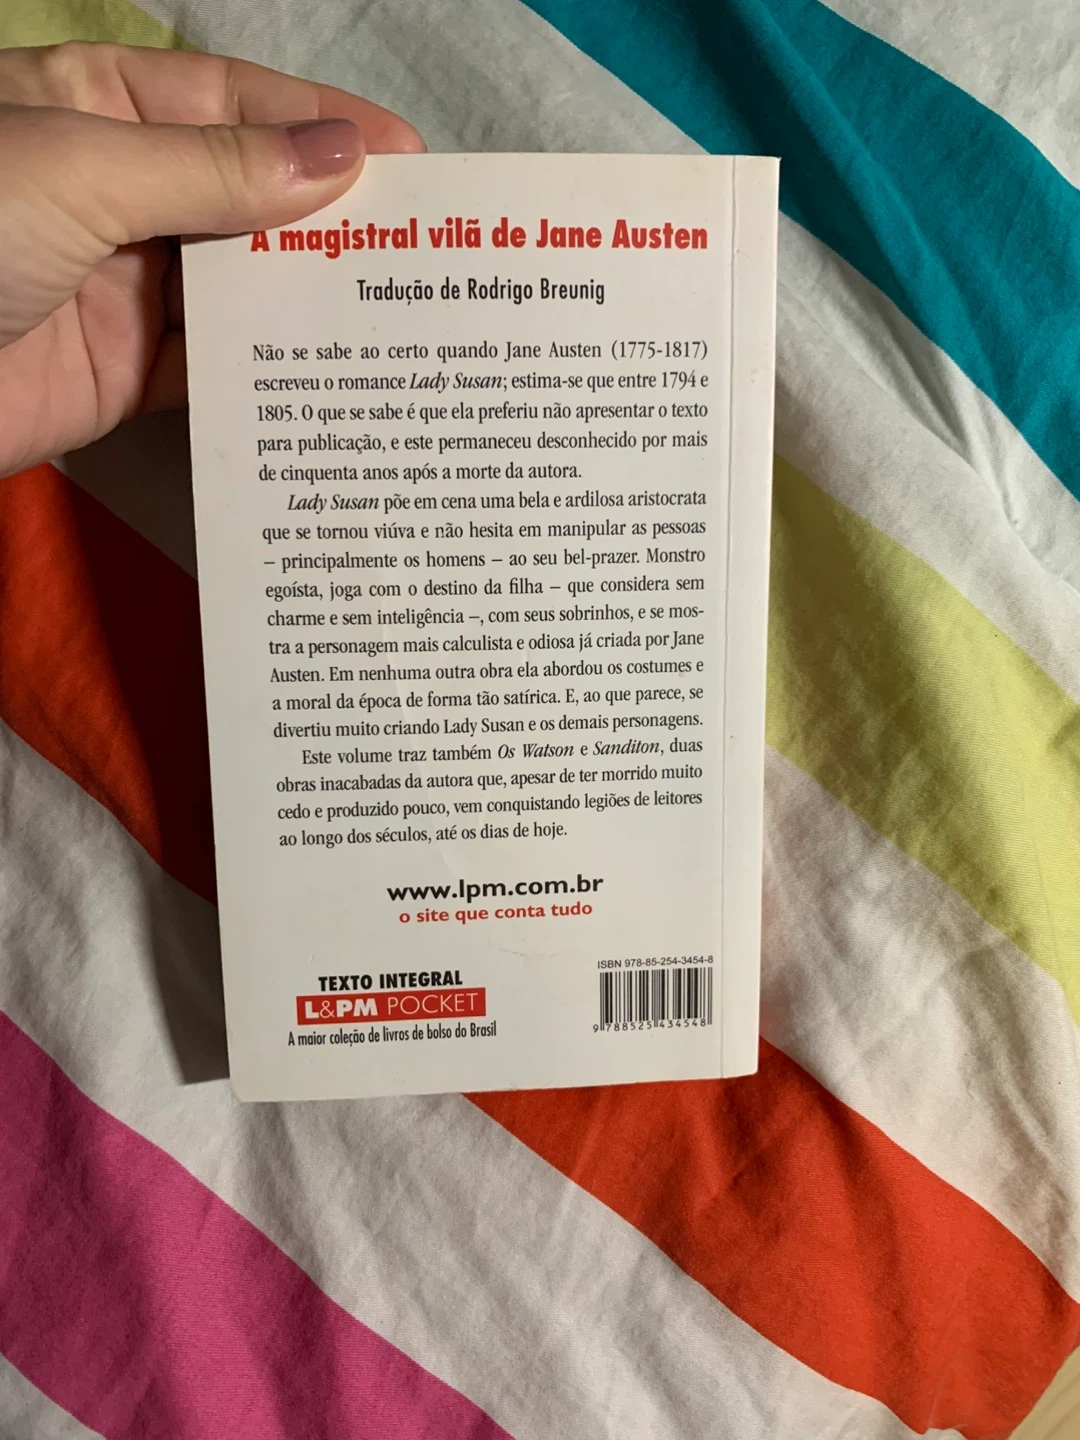 A magistral vilã de Jane Austen
Tradução de Rodrigo Breunig
Não se sabe ao certo quando Jane Austen (1775-1817)
escreveu o romance Lady Susan; estima-se que entre 1794 e
1805. O que se sabe é que ela preferiu não apresentar o texto
para publicação, e este permaneceu desconhecido por mais
de cinquenta anos após a morte da autora.
Lady Susan põe em cena uma bela e ardilosa aristocrata
que se tornou viúva e não hesita em manipular as pessoas
– principalmente os homens – ao seu bel-prazer. Monstro
egoísta, joga com o destino da filha – que considera sem
charme e sem inteligência –, com seus sobrinhos, e se mos-
tra a personagem mais calculista e odiosa já criada por Jane
Austen. Em nenhuma outra obra ela abordou os costumes e
a moral da época de forma tão satírica. E, ao que parece, se
divertiu muito criando Lady Susan e os demais personagens.
Este volume traz também Os Watson e Sanditon, duas
obras inacabadas da autora que, apesar de ter morrido muito
cedo e produzido pouco, vem conquistando legiões de leitores
ao longo dos séculos, até os dias de hoje.
www.lpm.com.br
o site que conta tudo
TEXTO INTEGRAL
L&PM POCKET
A maior coleção de livros de bolso do Brasil
ISBN 978-85-254-3454-8
9 788525 434548